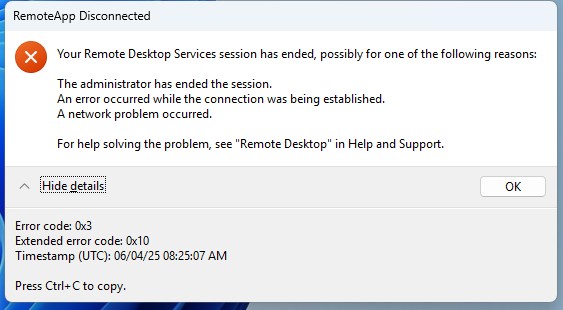 RemoteApp Disconnected
Your Remote Desktop Services session has ended, possibly for one of the following reasons:
The administrator has ended the session.
An error occurred while the connection was being established.
A network problem occurred.
For help solving the problem, see "Remote Desktop" in Help and Support.
Hide details
OK
Error code: 0x3
Extended error code: 0x10
Timestamp (UTC): 06/04/25 08:25:07 AM
Press Ctrl+C to copy.